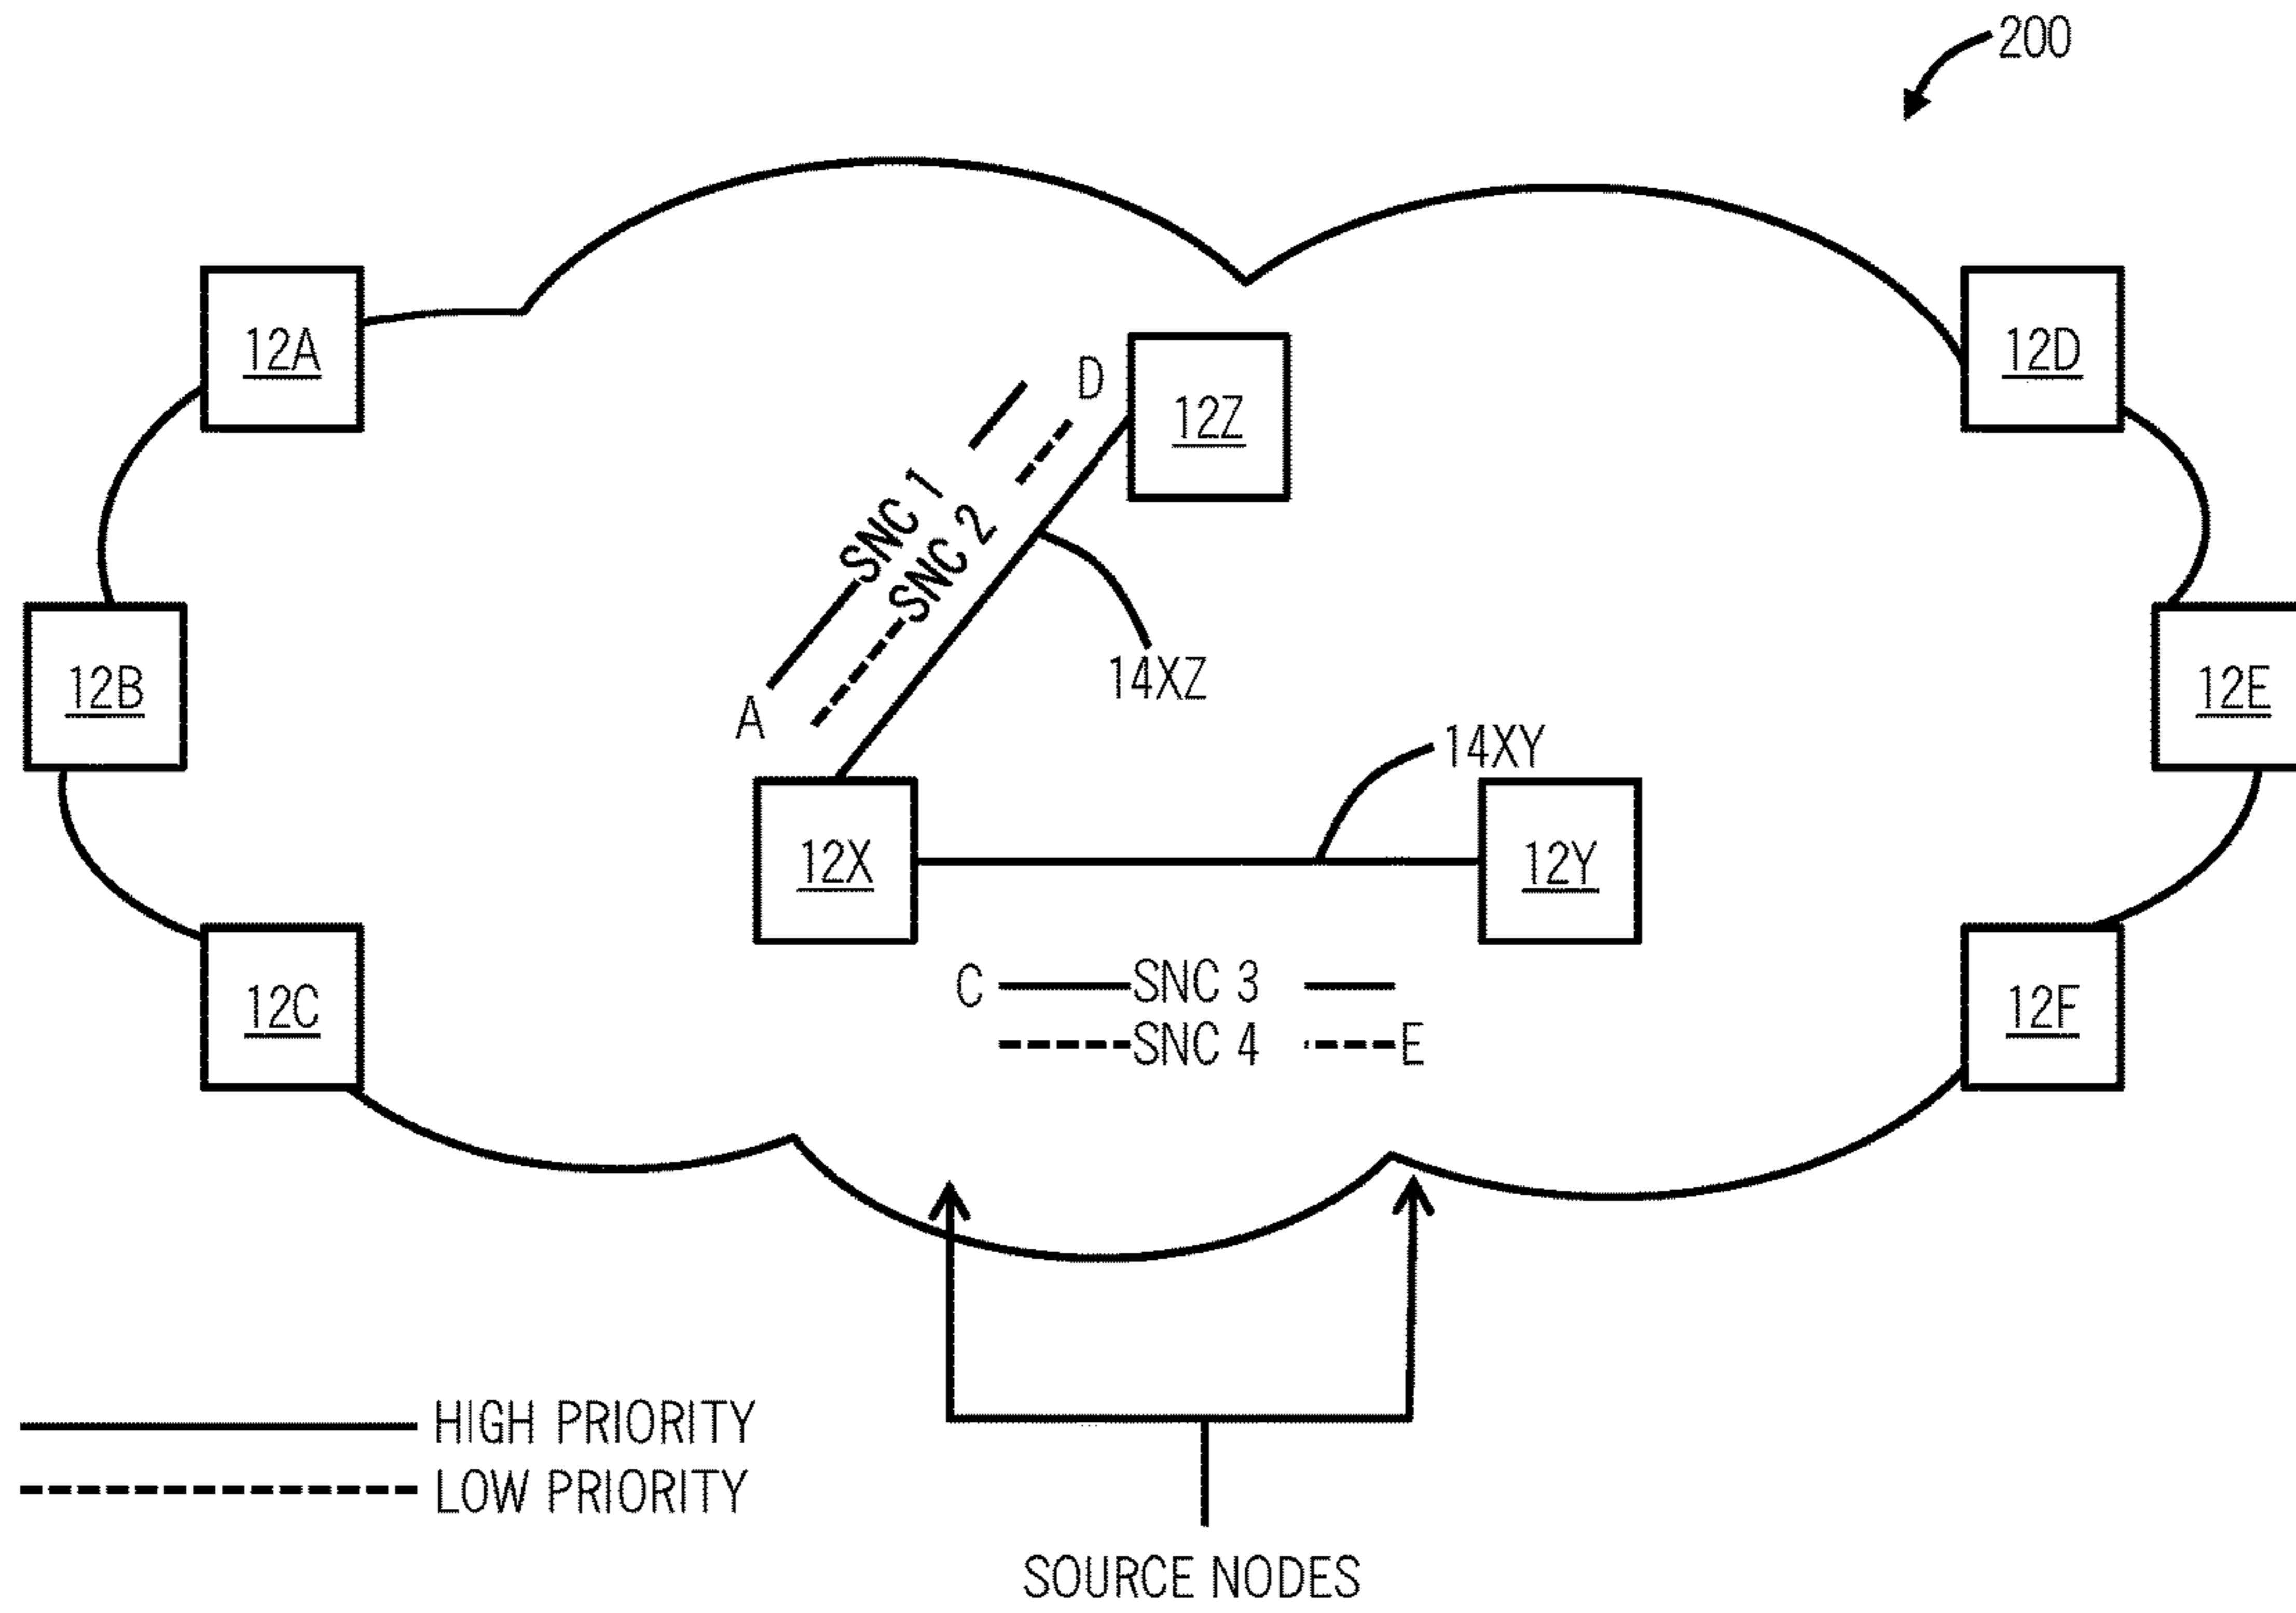 200
12A
12D
D
12Z
SNC 1
SNC 2
12B
14XZ
12E
A
14XY
12X
12Y
C SNC 3
SNC 4 E
12C
12F
HIGH PRIORITY
LOW PRIORITY
SOURCE NODES